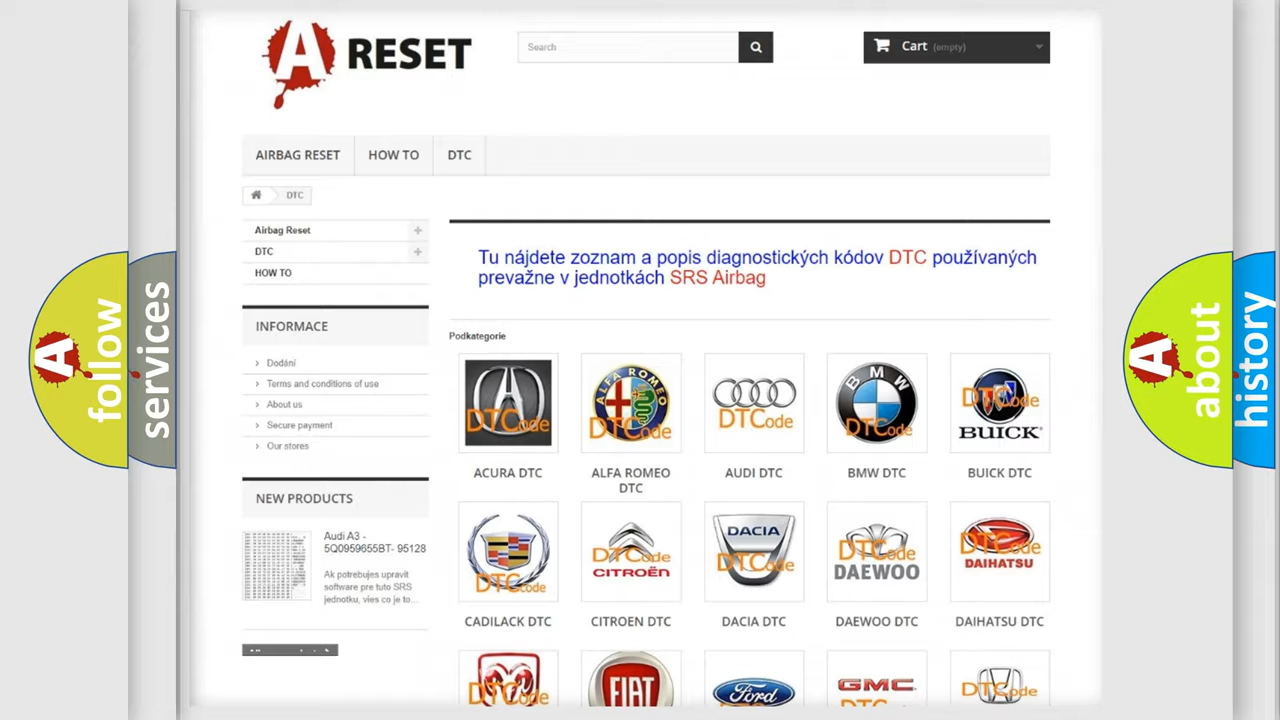 A RESET
Search
Cart (empty)
AIRBAG RESET
HOW TO
DTC
DTC
Airbag Reset
DTC
HOW TO
INFORMACE
Dodání
Terms and conditions of use
About us
Secure payment
Our stores
NEW PRODUCTS
Audi A3 -
5Q0959655BT- 95128
Ak potrebujes upravit
software pre tuto SRS
jednotku, vies co je to...
Tu nájdete zoznam a popis diagnostických kódov DTC používaných
prevažne v jednotkách SRS Airbag
Podkategorie
DTCode
ALFA ROMEO
DTCode
DTCode
BMW
DTCode
DTCode
BUICK
ACURA DTC
ALFA ROMEO
DTC
AUDI DTC
BMW DTC
BUICK DTC
DTCode
DTCode
CITROËN
DACIA
DTCode
DTCode
DAEWOO
DTCode
DAIHATSU
CADILACK DTC
CITROEN DTC
DACIA DTC
DAEWOO DTC
DAIHATSU DTC
DTCode
FIAT
Ford
GMC
DTCode
A
follow
services
A
about
history